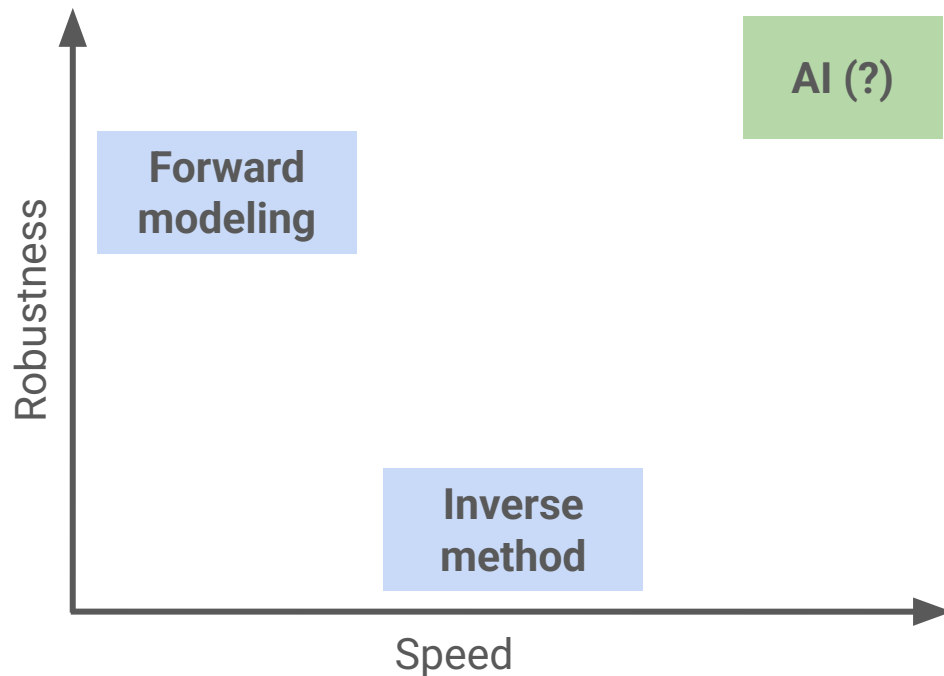 AI (?)
Forward
modeling
Robustness
Inverse
method
Speed